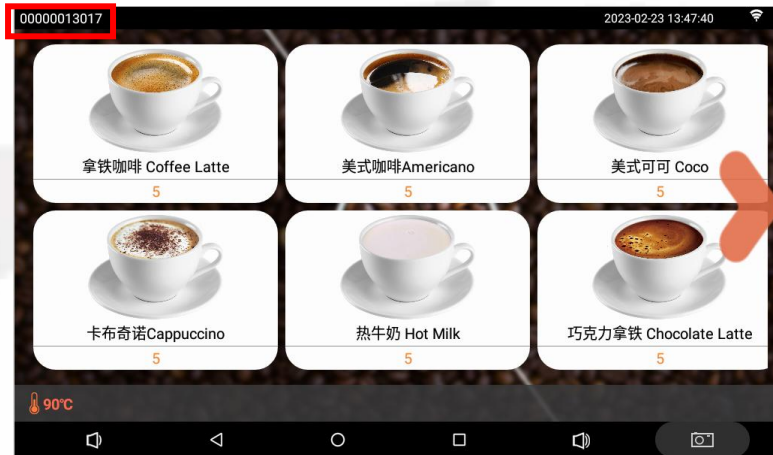 00000013017
2023-02-23 13:47:40
拿铁咖啡 Coffee Latte
美式咖啡Americano
美式可可 Coco
5
5
5
卡布奇诺Cappuccino
热牛奶 Hot Milk
巧克力拿铁 Chocolate Latte
5
5
5
90℃